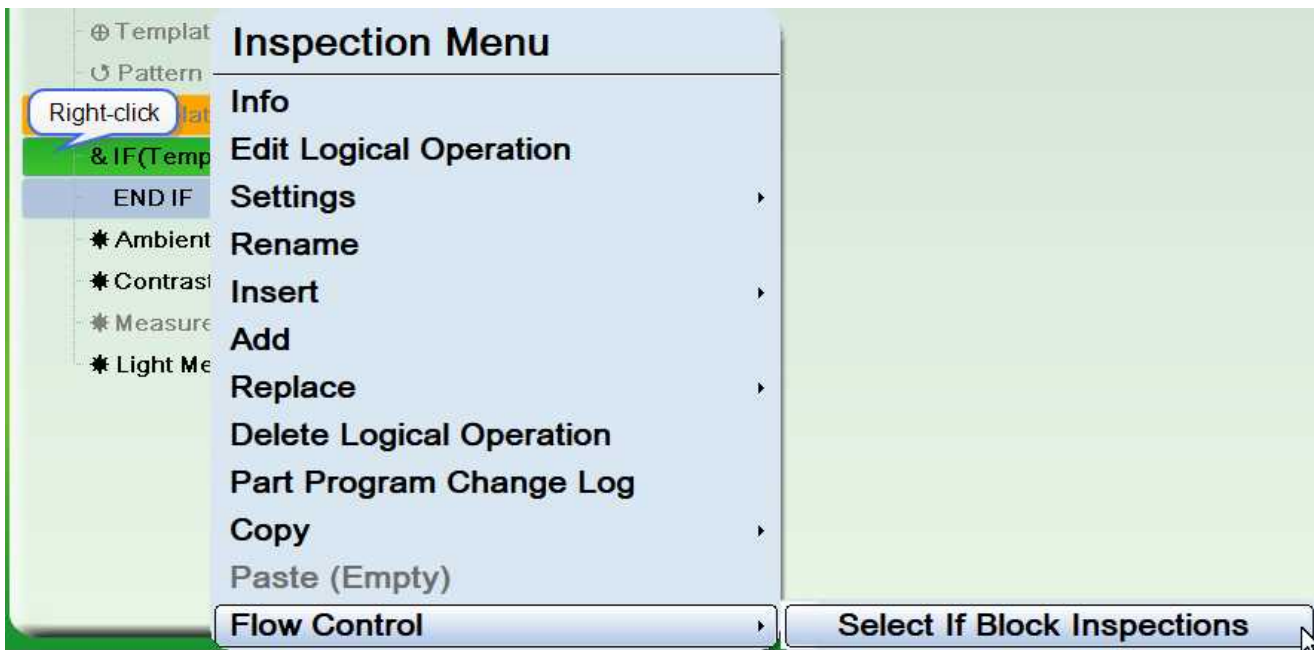 ⊕ Templat
↺ Pattern
Right-click
lat
& IF(Temp
END IF
✷ Ambient
✷ Contrast
✷ Measure
✷ Light Me
Inspection Menu
Info
Edit Logical Operation
Settings
Rename
Insert
Add
Replace
Delete Logical Operation
Part Program Change Log
Copy
Paste (Empty)
Flow Control
Select If Block Inspections